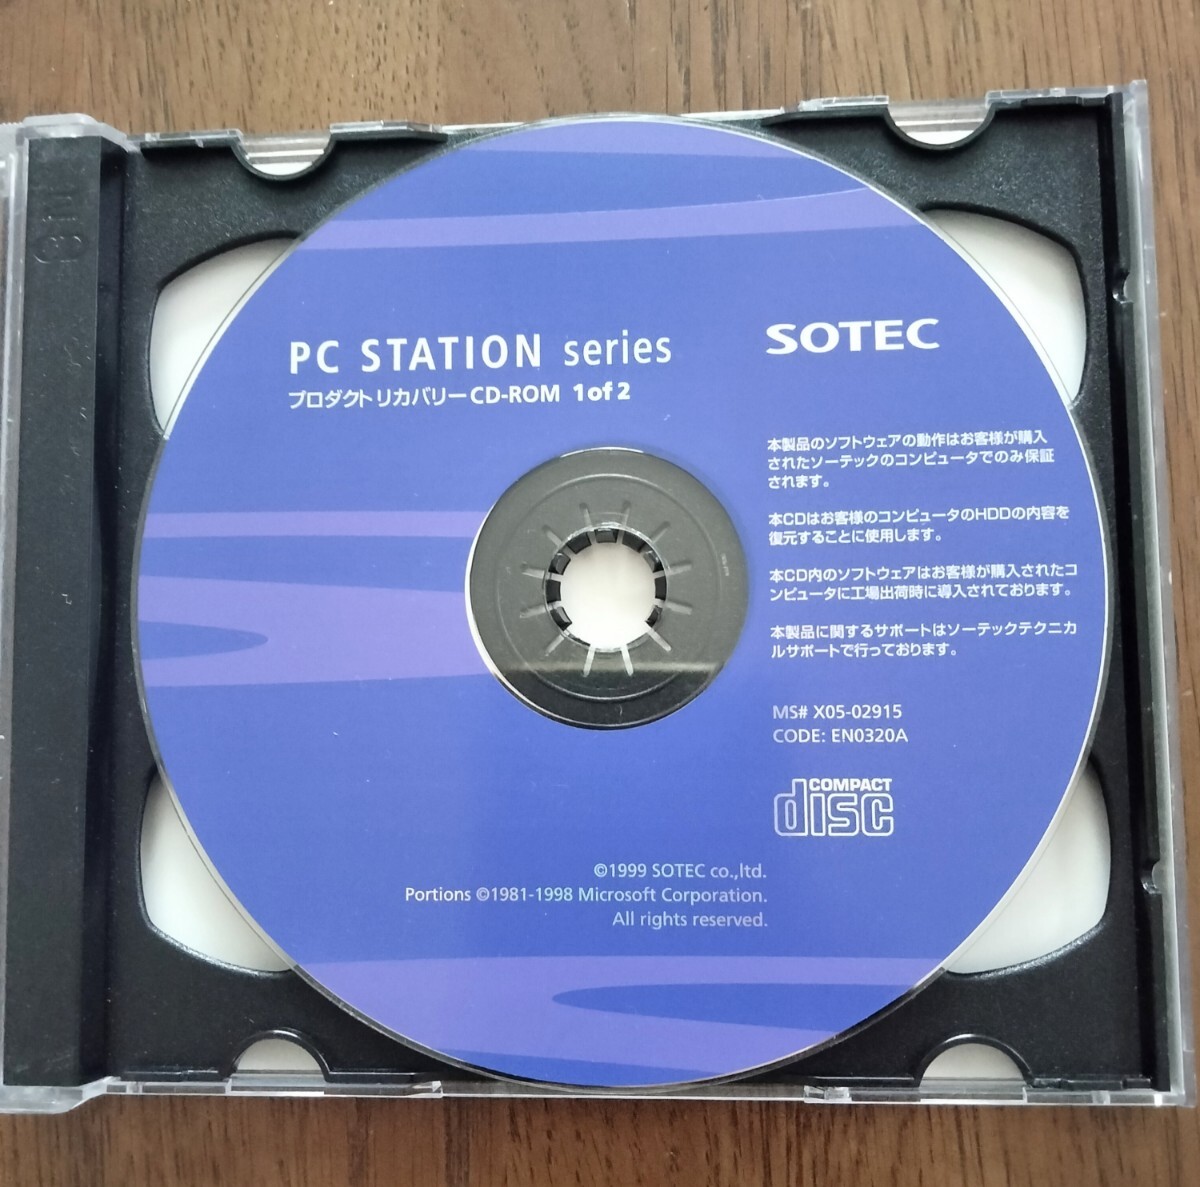 PC STATION series
プロダクトリカバリーCD-ROM 1of2
SOTEC
本製品のソフトウェアの動作はお客様が購入
されたソーテックのコンピュータでのみ保証
されます。
本CDはお客様のコンピュータのHDDの内容を
復元することに使用します。
本CD内のソフトウェアはお客様が購入されたコ
ンピュータに工場出荷時に導入されております。
本製品に関するサポートはソーテックテクニカ
ルサポートで行っております。
MS# X05-02915
CODE: EN0320A
COMPACT
disc
©1999 SOTEC co.,ltd.
Portions ©1981-1998 Microsoft Corporation.
All rights reserved.